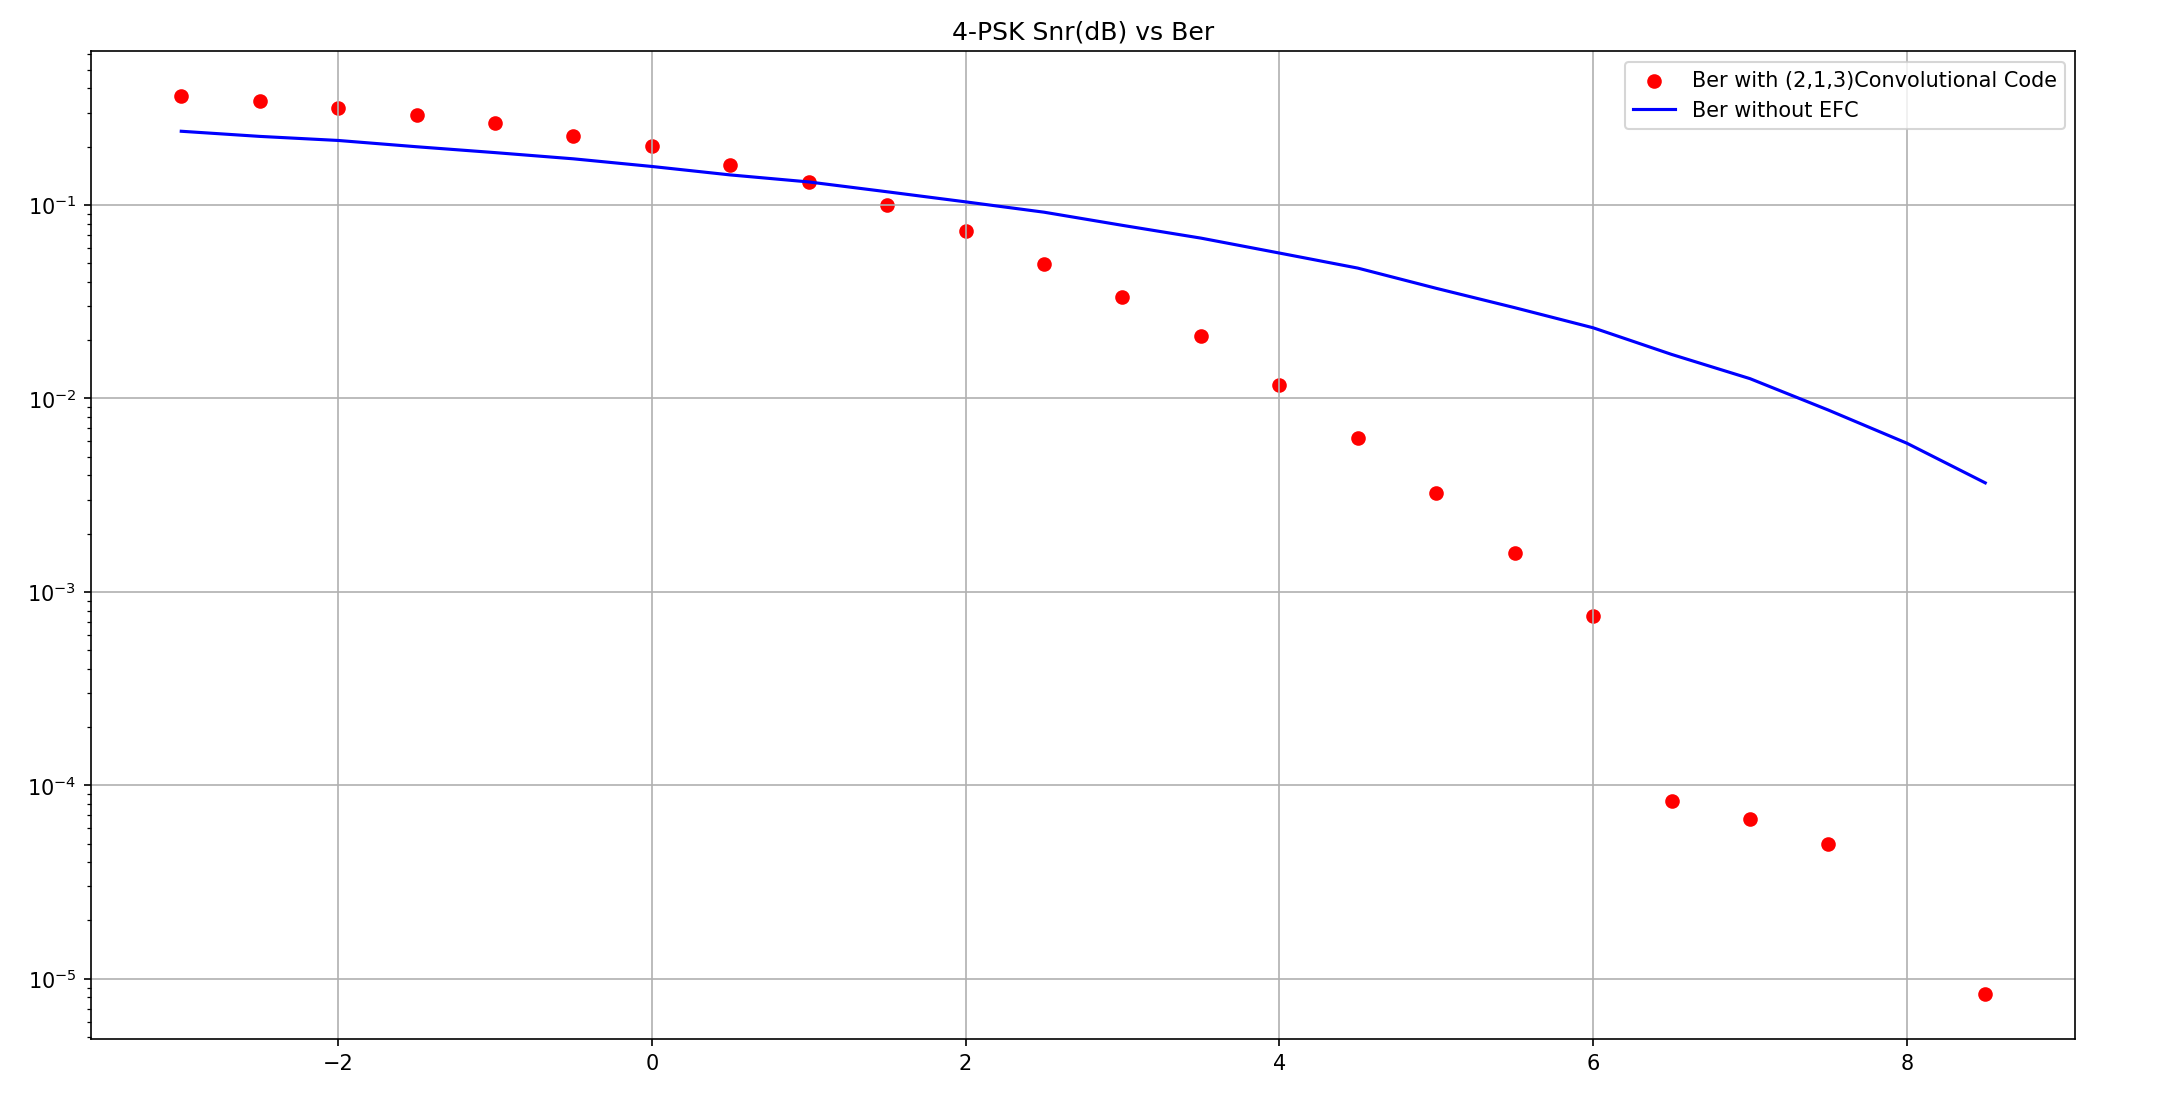 4-PSK Snr(dB) vs Ber
Ber with (2,1,3)Convolutional Code
Ber without EFC
10⁻¹
10⁻²
10⁻³
10⁻⁴
10⁻⁵
−2 0 2 4 6 8